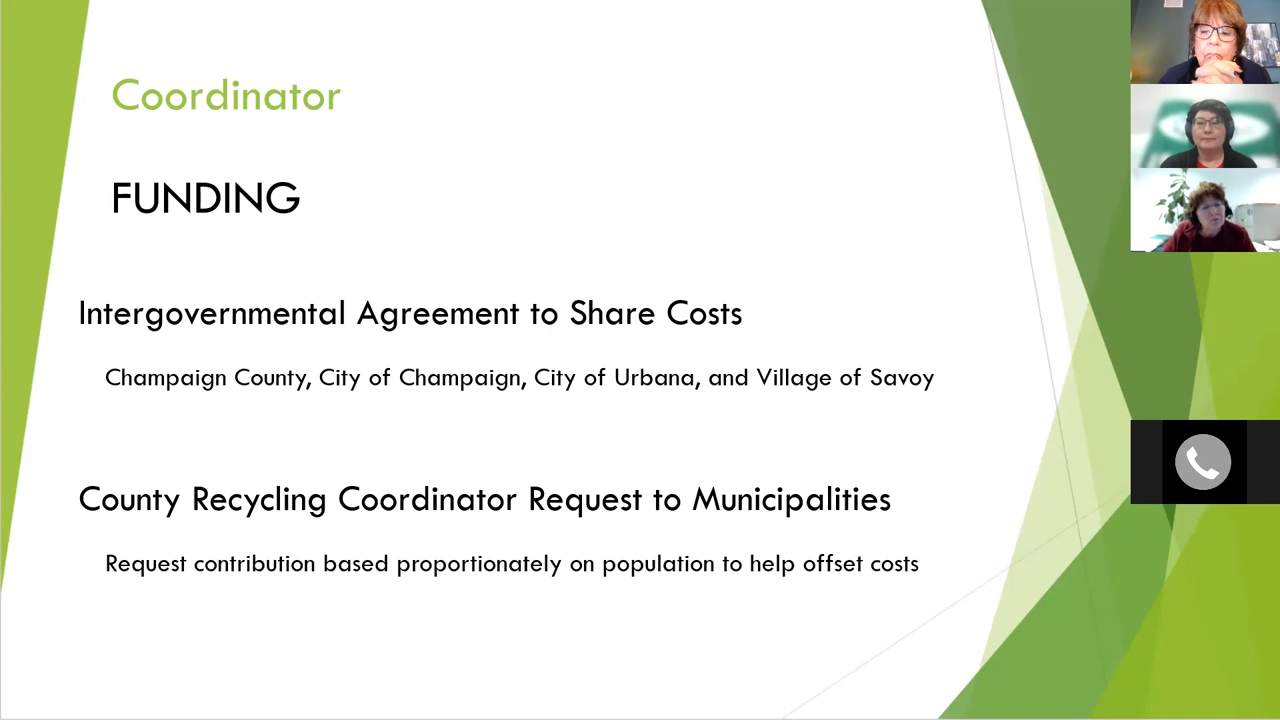 Coordinator
FUNDING
Intergovernmental Agreement to Share Costs
Champaign County, City of Champaign, City of Urbana, and Village of Savoy
County Recycling Coordinator Request to Municipalities
Request contribution based proportionately on population to help offset costs